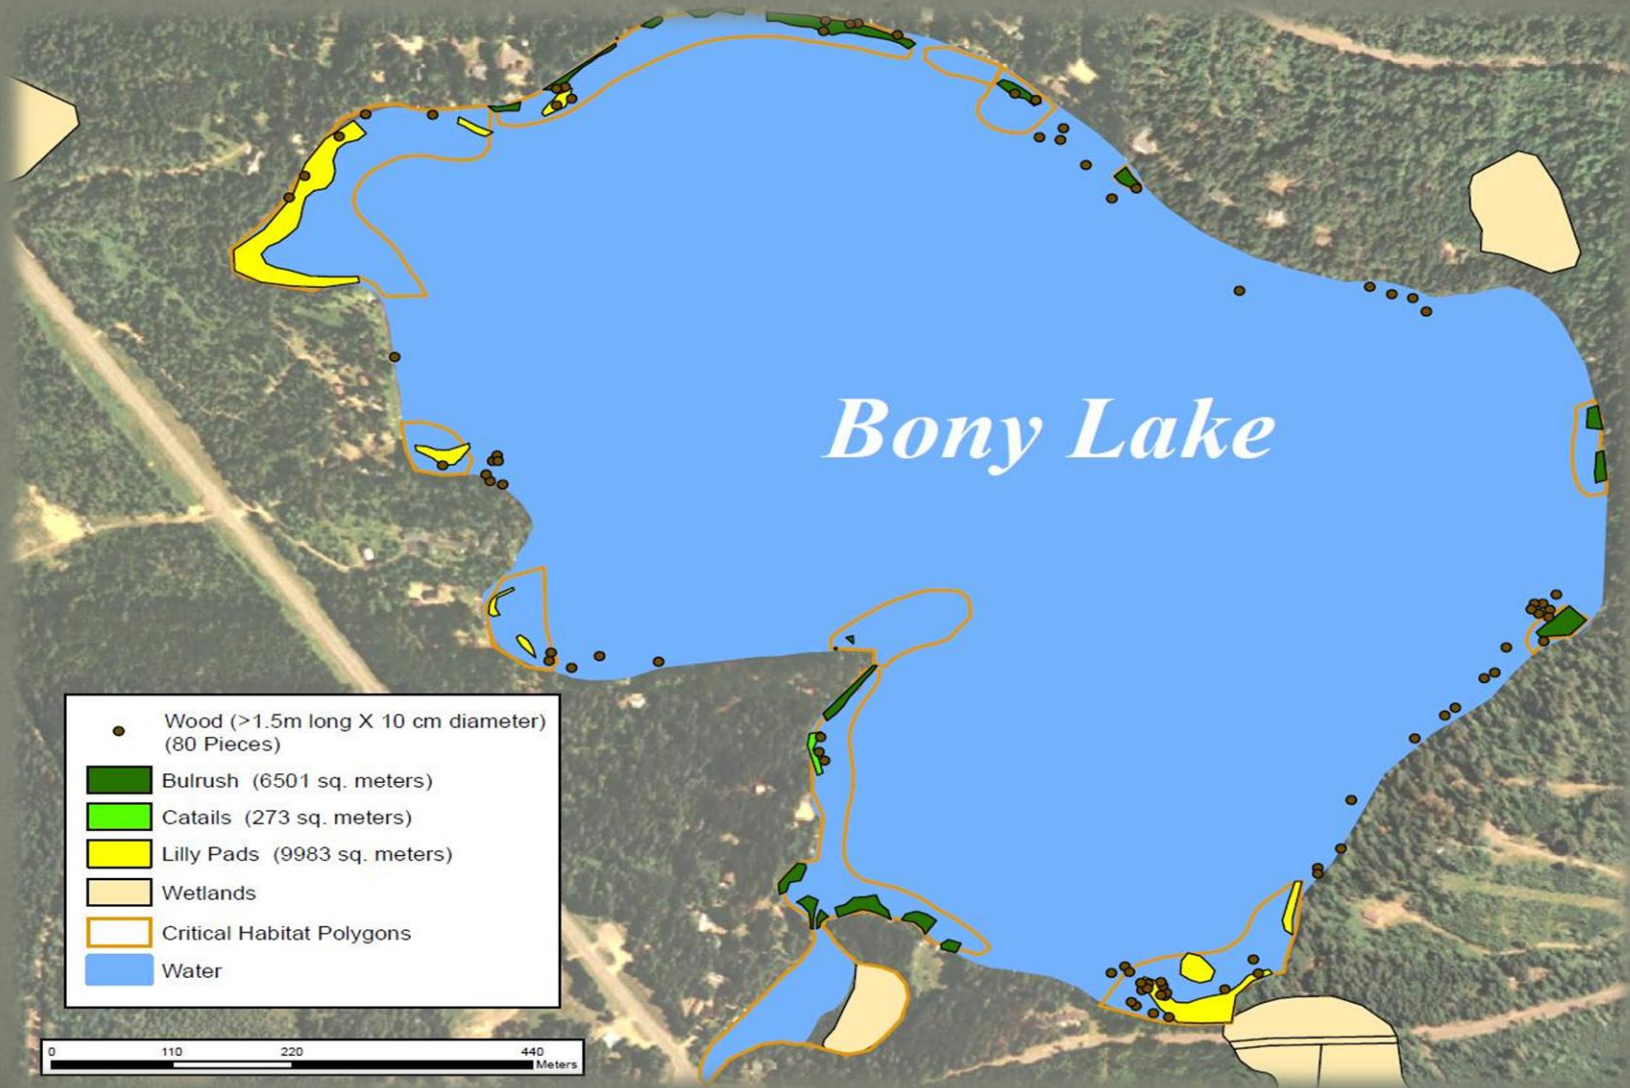 Bony Lake
Wood (>1.5m long X 10 cm diameter)
(80 Pieces)
Bulrush (6501 sq. meters)
Catails (273 sq. meters)
Lilly Pads (9983 sq. meters)
Wetlands
Critical Habitat Polygons
Water
0 110 220 440
Meters